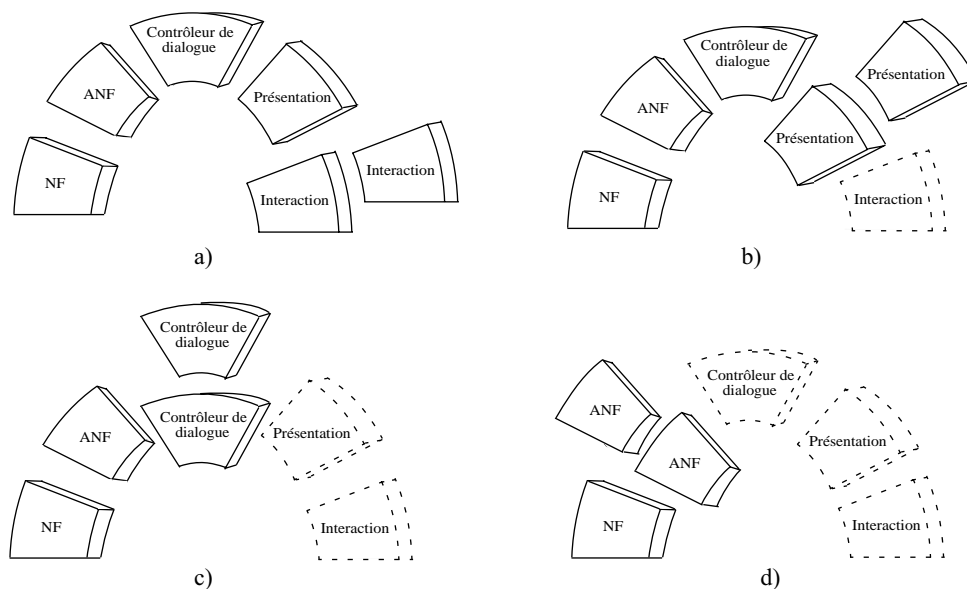 Contrôleur de
dialogue
ANF
Présentation
NF
Interaction
Interaction
a)
Contrôleur de
dialogue
Présentation
ANF
Présentation
NF
Interaction
b)
Contrôleur de
dialogue
Contrôleur de
dialogue
ANF
Présentation
NF
Interaction
c)
Contrôleur de
dialogue
ANF
Présentation
ANF
NF
Interaction
d)